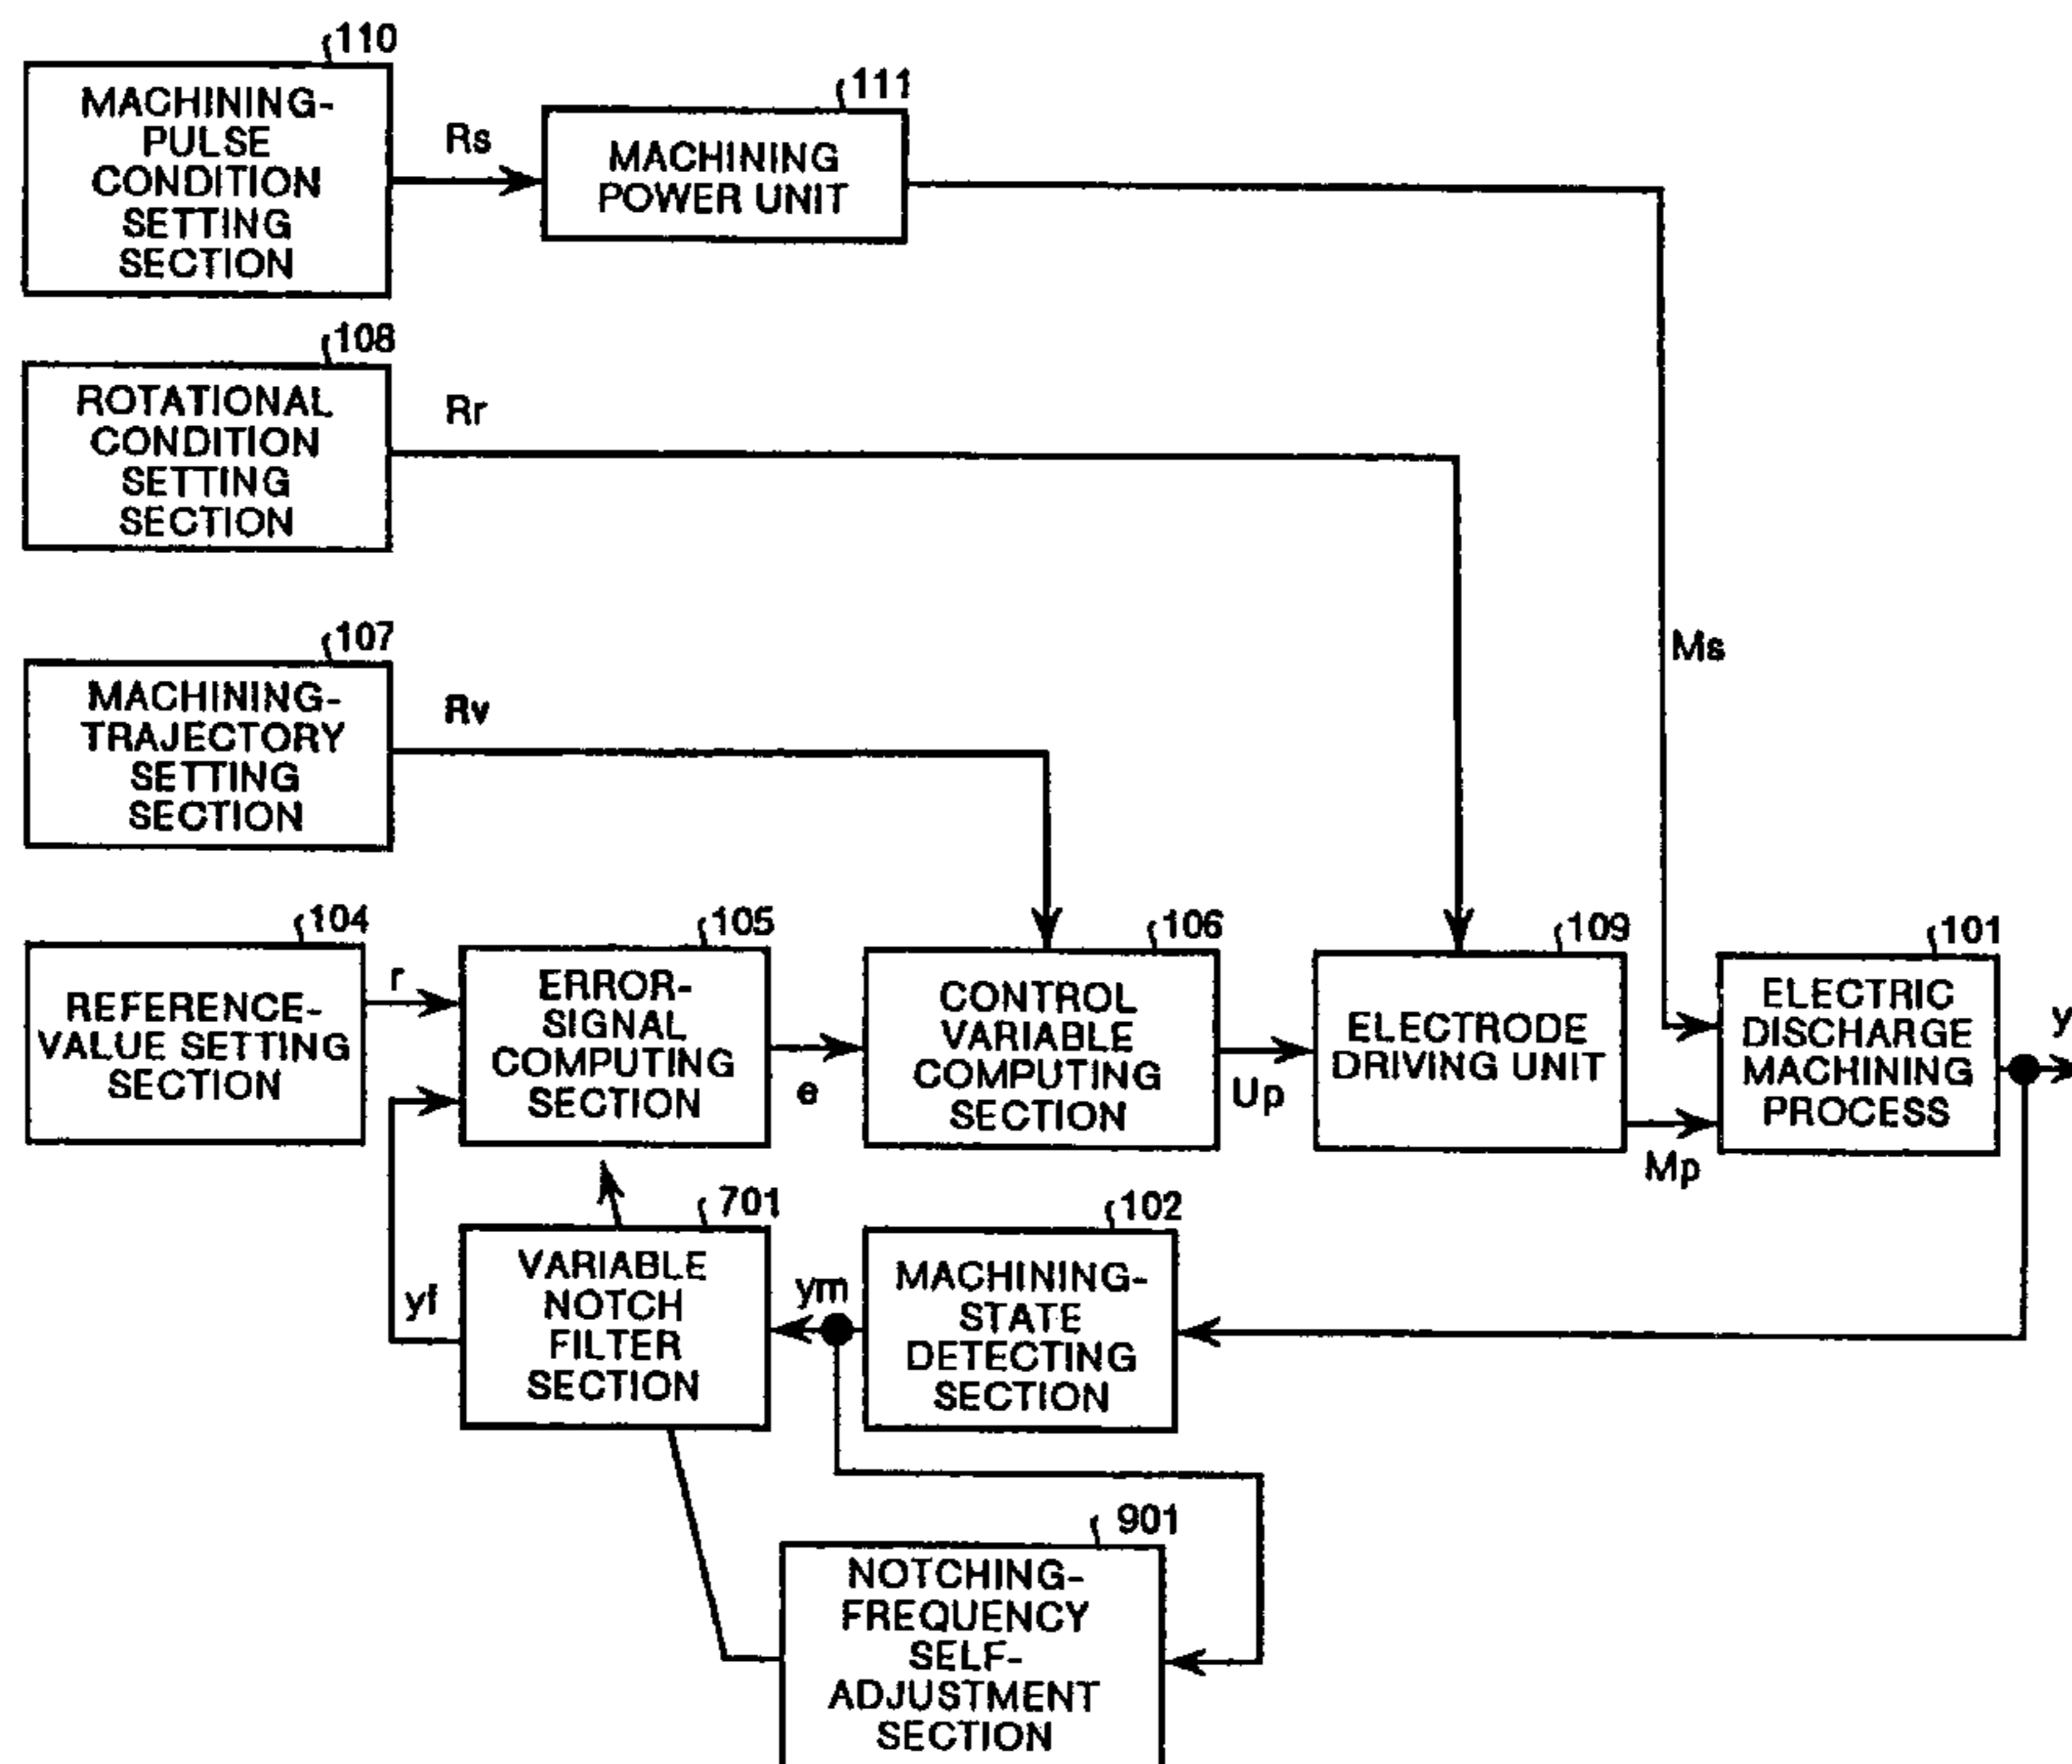 110
MACHINING-
PULSE
CONDITION
SETTING
SECTION
Rs
111
MACHINING
POWER UNIT
108
ROTATIONAL
CONDITION
SETTING
SECTION
Rr
107
MACHINING-
TRAJECTORY
SETTING
SECTION
Rv
Ms
104
REFERENCE-
VALUE SETTING
SECTION
r
105
ERROR-
SIGNAL
COMPUTING
SECTION
e
106
CONTROL
VARIABLE
COMPUTING
SECTION
Up
109
ELECTRODE
DRIVING UNIT
Mp
101
ELECTRIC
DISCHARGE
MACHINING
PROCESS
y
yf
701
VARIABLE
NOTCH
FILTER
SECTION
ym
102
MACHINING-
STATE
DETECTING
SECTION
901
NOTCHING-
FREQUENCY
SELF-
ADJUSTMENT
SECTION